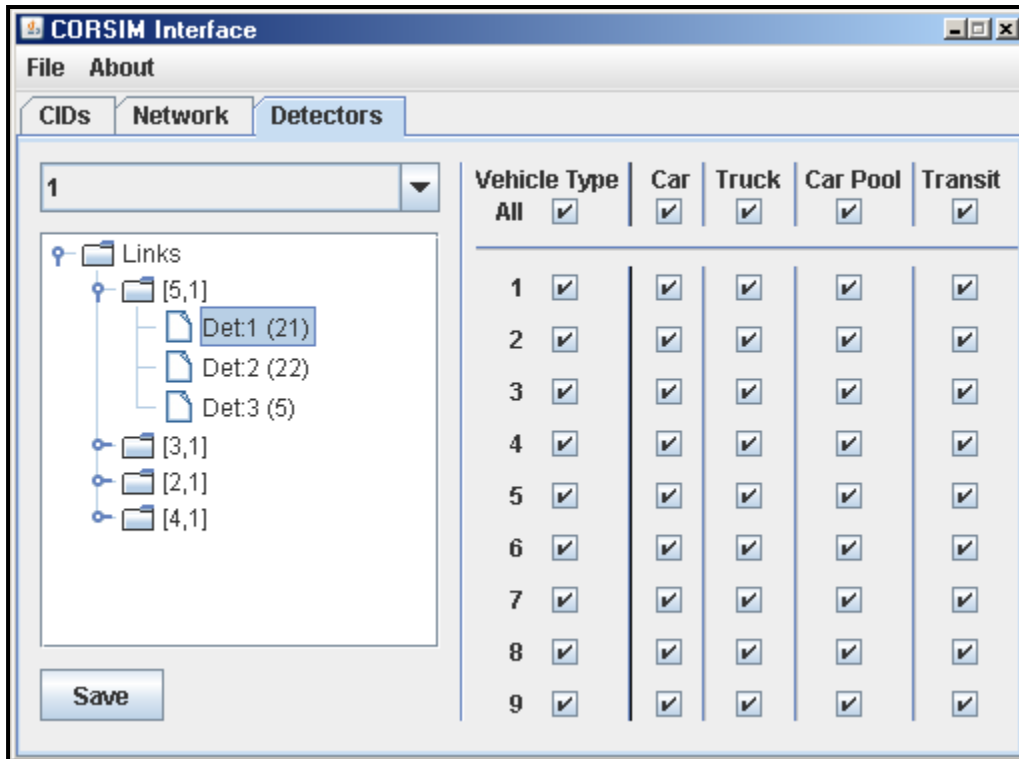 CORSIM Interface
File About
CIDs Network Detectors
1
Links
[5,1]
Det:1 (21)
Det:2 (22)
Det:3 (5)
[3,1]
[2,1]
[4,1]
Save
Vehicle Type Car Truck Car Pool Transit
All
1
2
3
4
5
6
7
8
9